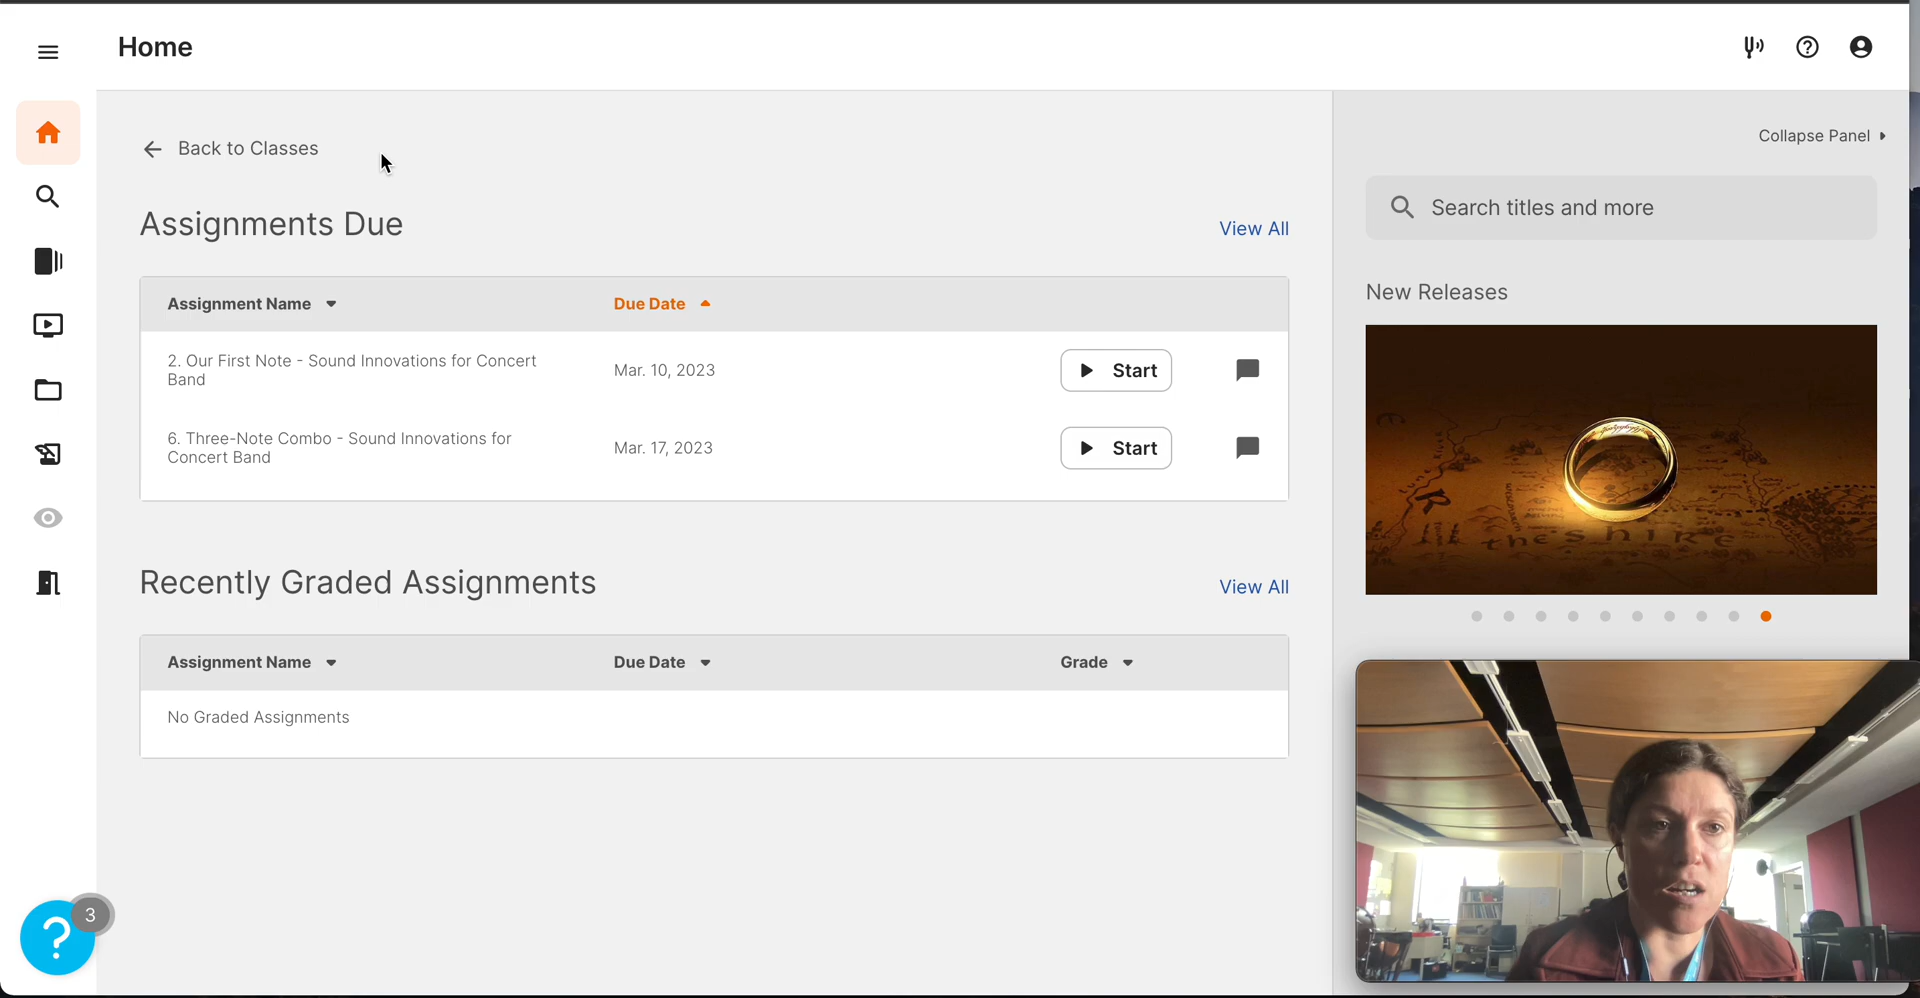 Home
Back to Classes
Collapse Panel
Assignments Due
View All
Search titles and more
Assignment Name
Due Date
New Releases
2. Our First Note - Sound Innovations for Concert
Band
Mar. 10, 2023
Start
6. Three-Note Combo - Sound Innovations for
Concert Band
Mar. 17, 2023
Start
the SHIRE
Recently Graded Assignments
View All
Assignment Name
Due Date
Grade
No Graded Assignments
3
?